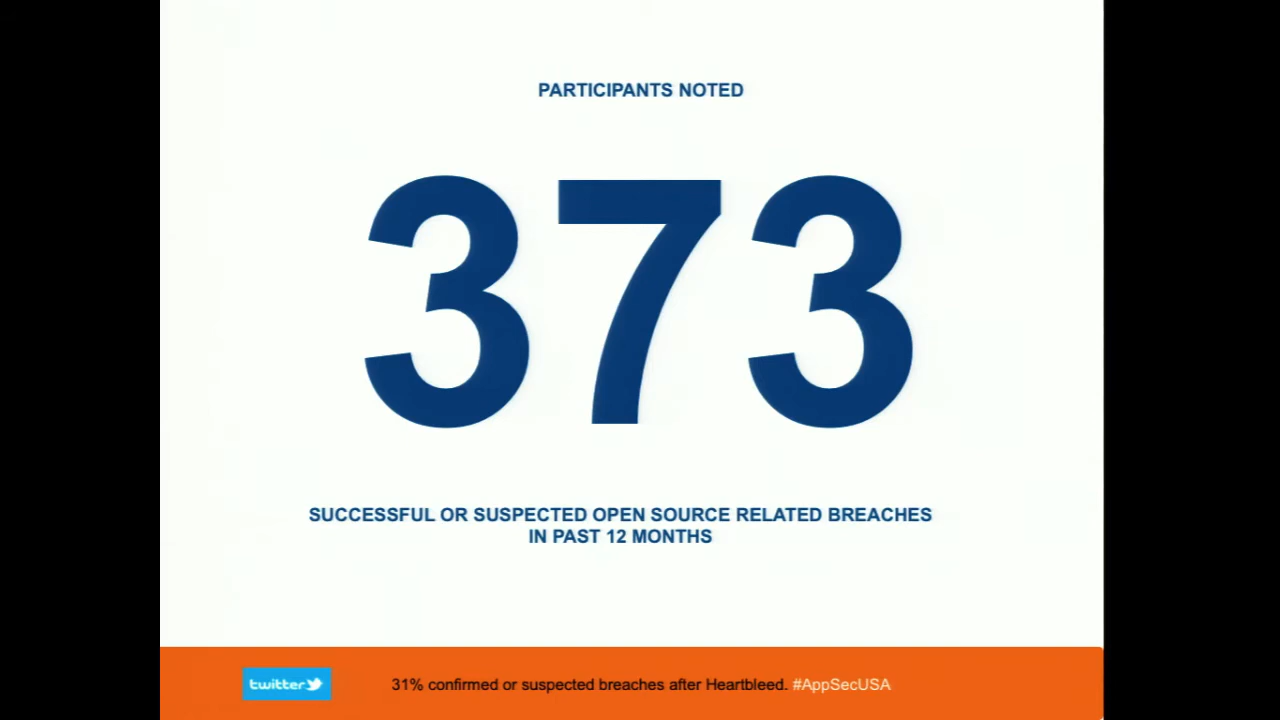 PARTICIPANTS NOTED
373
SUCCESSFUL OR SUSPECTED OPEN SOURCE RELATED BREACHES
IN PAST 12 MONTHS
twitter
31% confirmed or suspected breaches after Heartbleed. #AppSecUSA